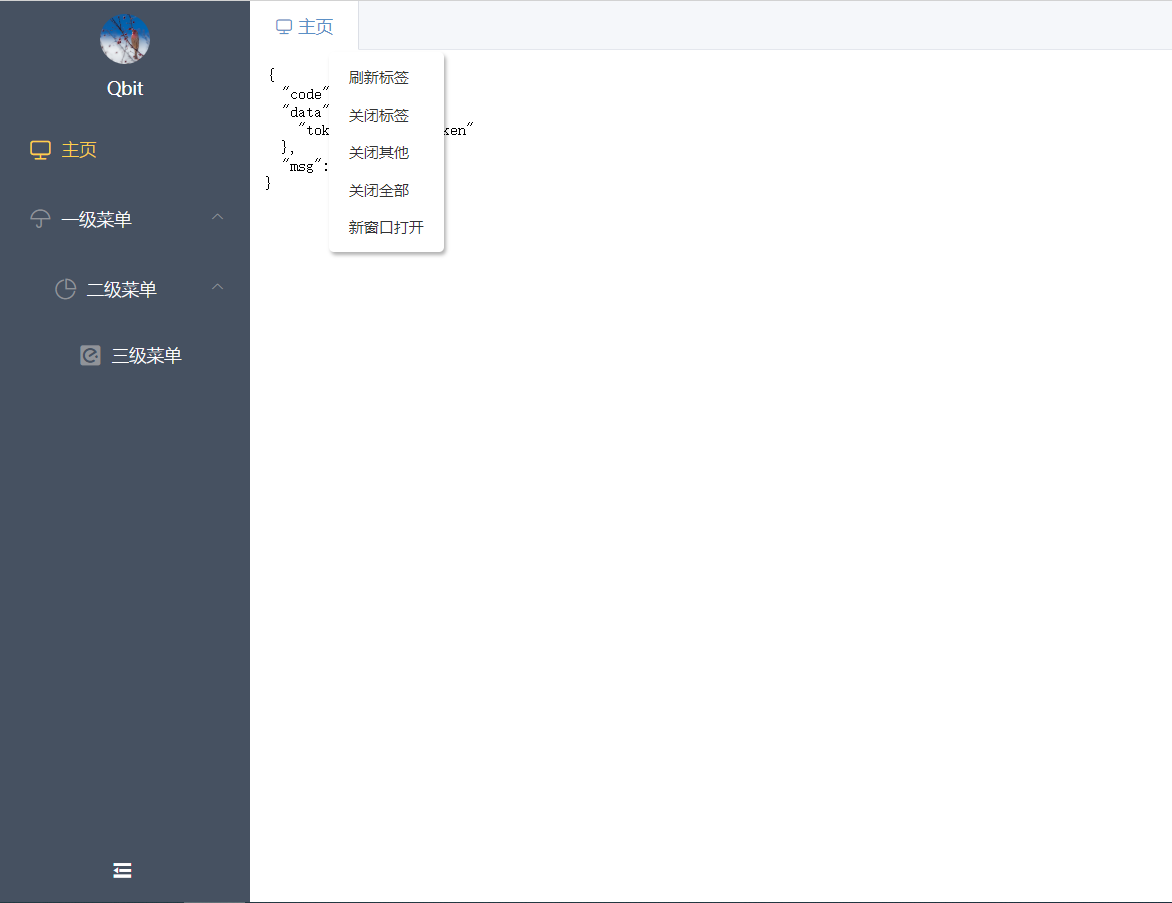 Qbit
主页
一级菜单
二级菜单
三级菜单
主页
{
"code"
"data"
"tok
ken"
},
"msg":
}
刷新标签
关闭标签
关闭其他
关闭全部
新窗口打开